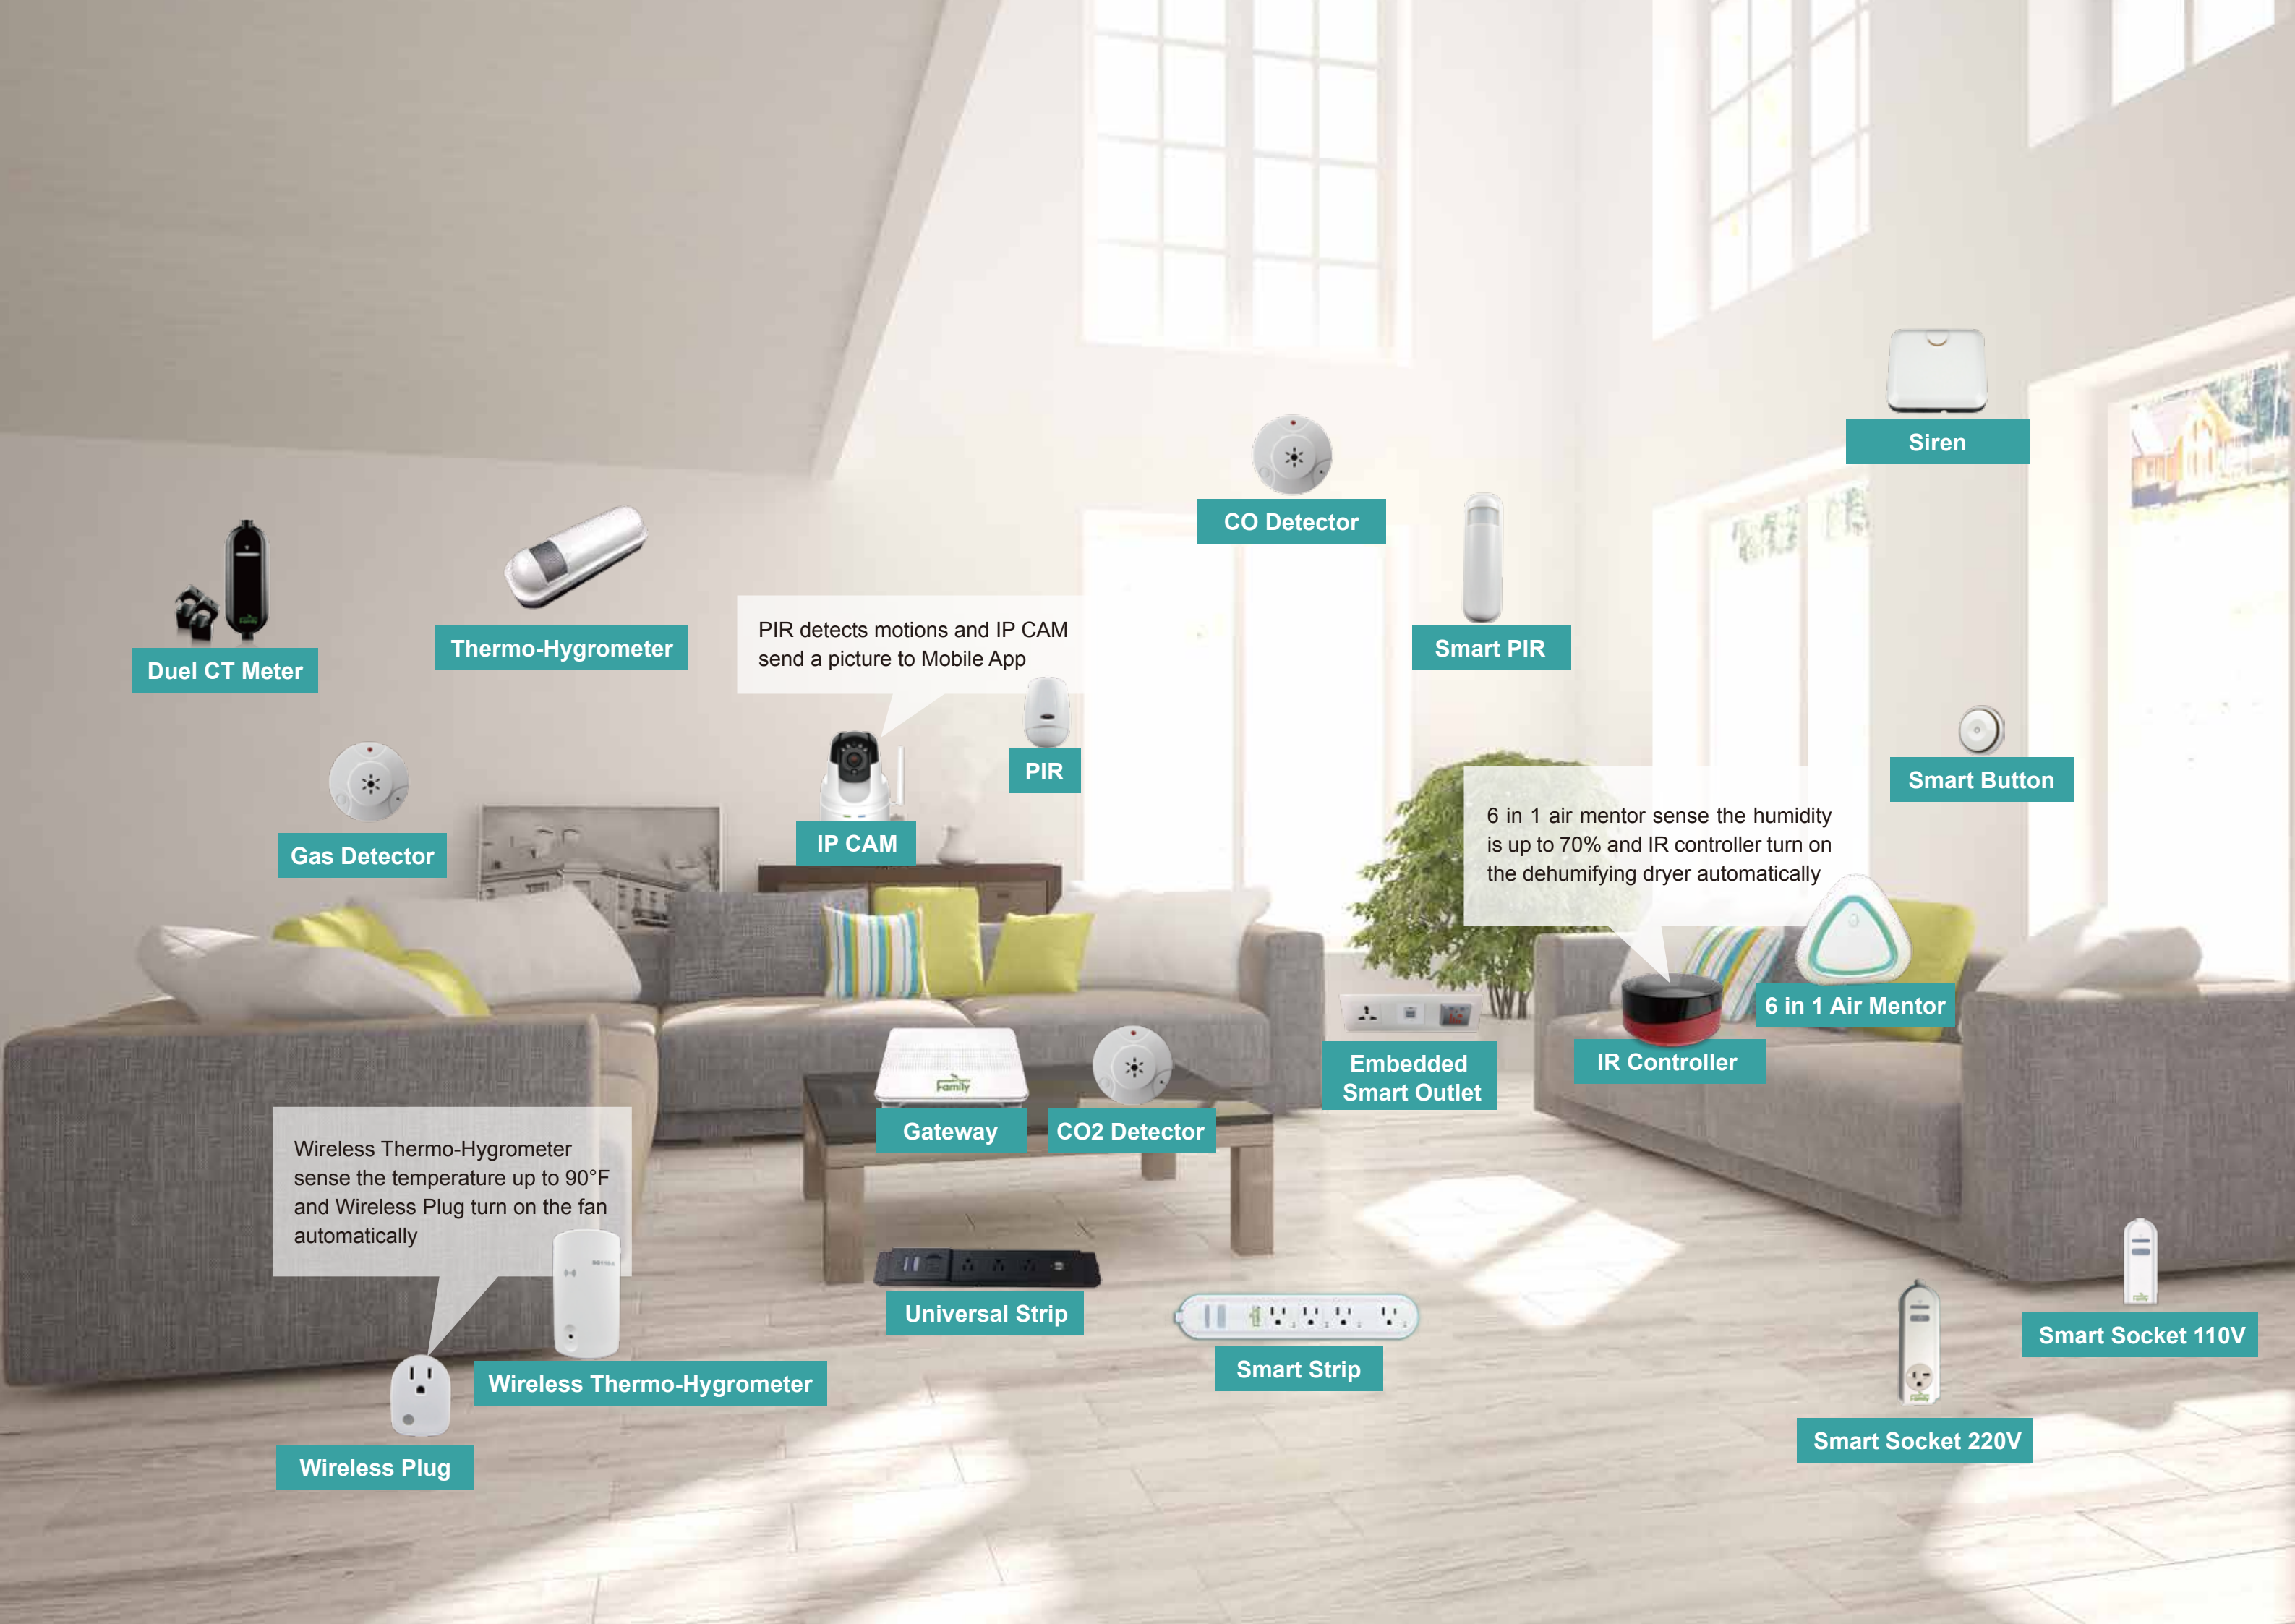 Siren
CO Detector
Duel CT Meter
Thermo-Hygrometer
PIR detects motions and IP CAM
send a picture to Mobile App
Smart PIR
PIR
Smart Button
Gas Detector
IP CAM
6 in 1 air mentor sense the humidity
is up to 70% and IR controller turn on
the dehumifying dryer automatically
6 in 1 Air Mentor
IR Controller
Embedded
Smart Outlet
Family
Gateway
CO2 Detector
Wireless Thermo-Hygrometer
sense the temperature up to 90°F
and Wireless Plug turn on the fan
automatically
Universal Strip
Smart Strip
Smart Socket 110V
Wireless Thermo-Hygrometer
Smart Socket 220V
Wireless Plug